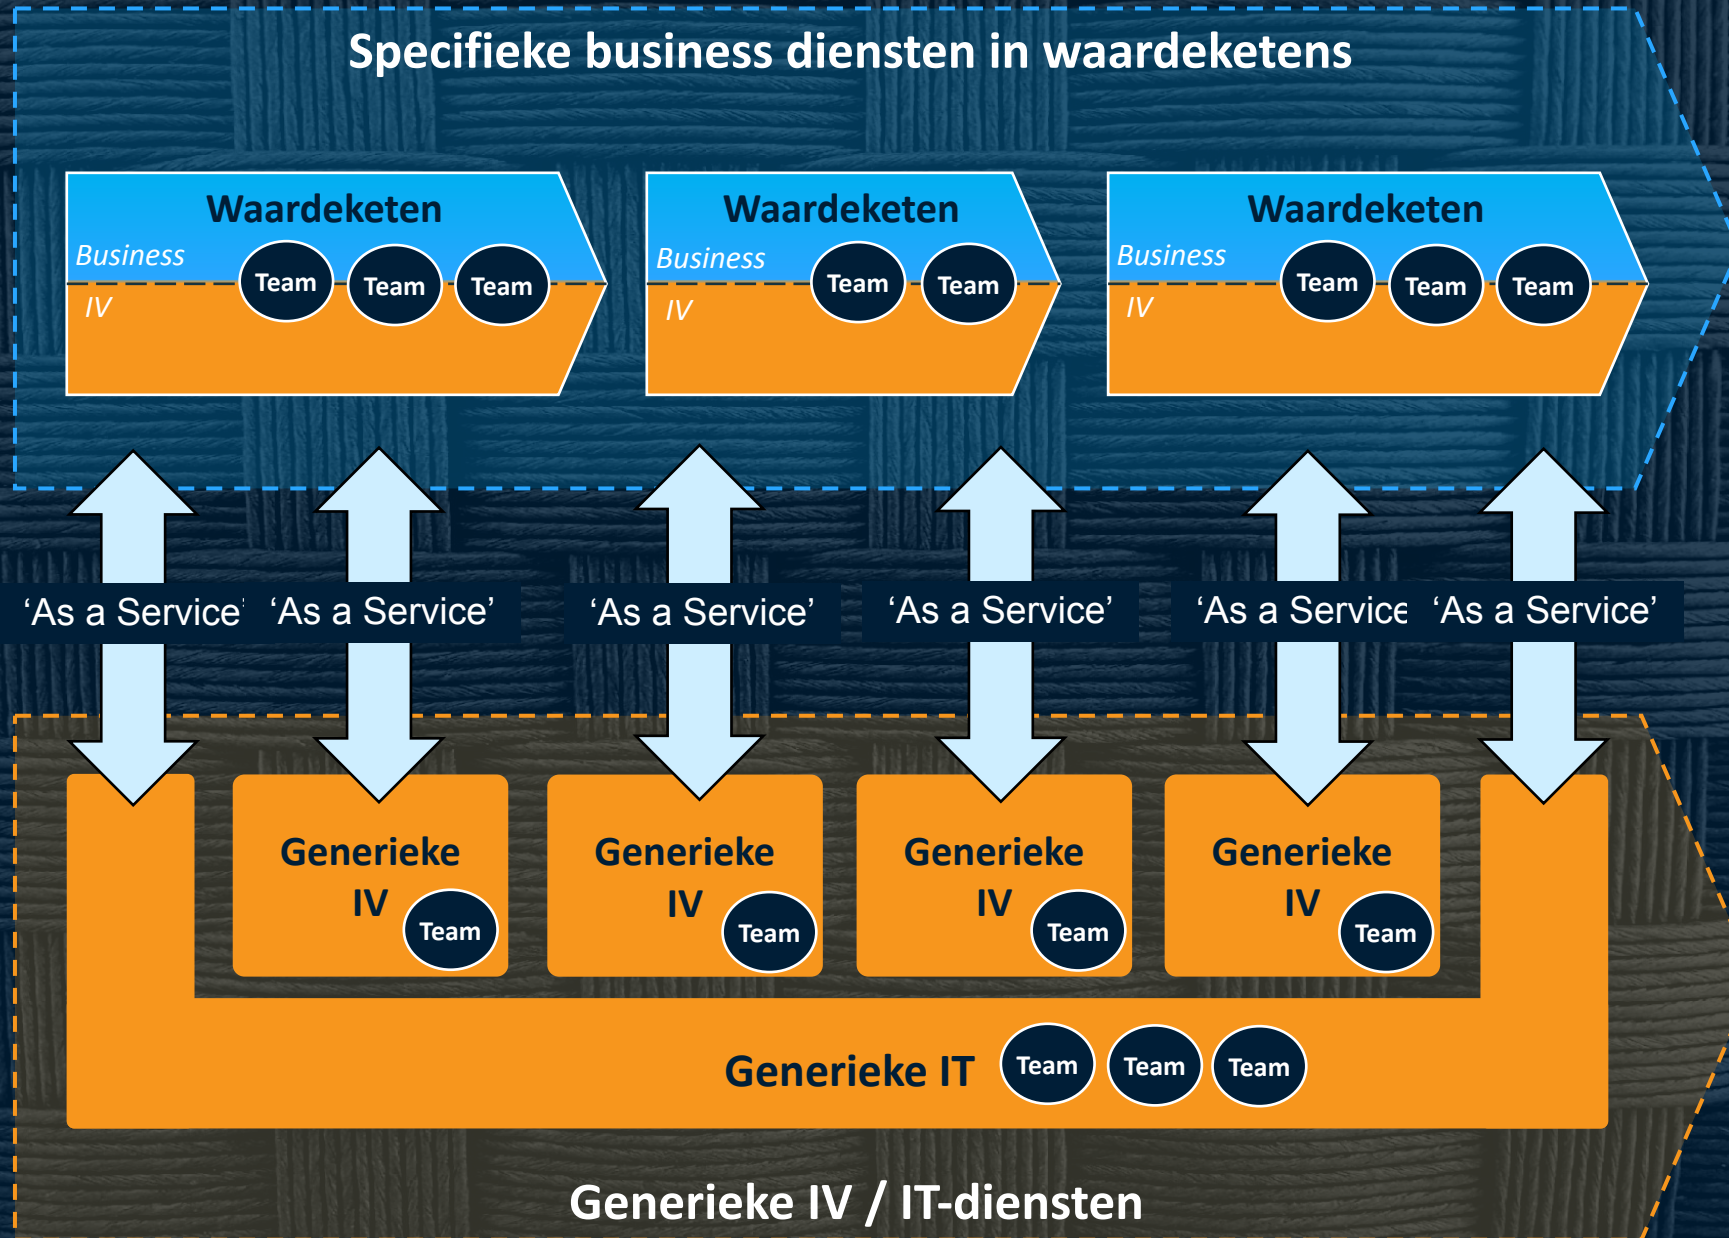 Specifieke business diensten in waardeketens
Waardeketen
Business
IV
Team
Team
Team
Waardeketen
Business
IV
Team
Team
Waardeketen
Business
IV
Team
Team
Team
‘As a Service’
‘As a Service’
‘As a Service’
‘As a Service’
‘As a Service
‘As a Service’
Generieke
IV
Team
Generieke
IV
Team
Generieke
IV
Team
Generieke
IV
Team
Generieke IT
Team
Team
Team
Generieke IV / IT-diensten